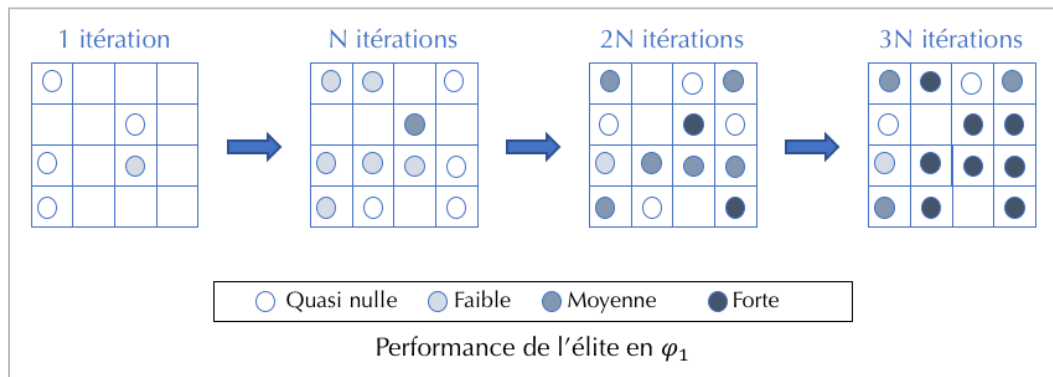 1 itération N itérations 2N itérations 3N itérations
Quasi nulle Faible Moyenne Forte
Performance de l'élite en φ₁